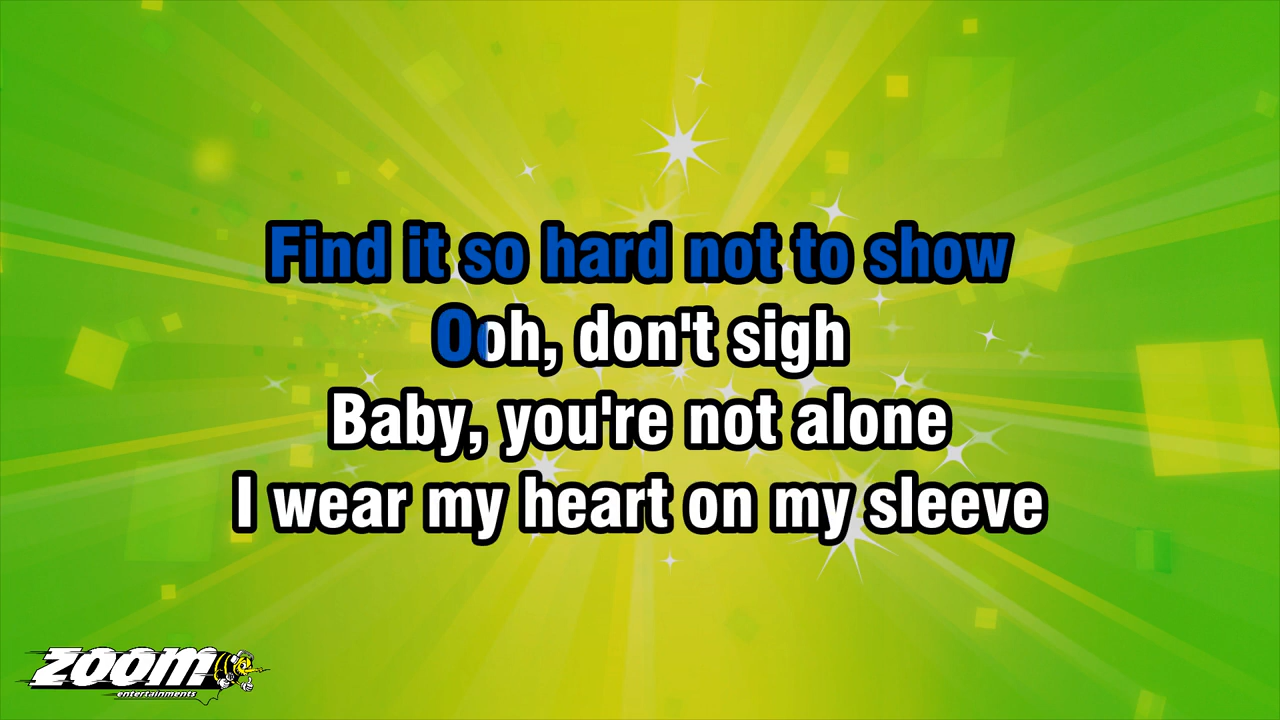 Find it so hard not to show
Ooh, don't sigh
Baby, you're not alone
I wear my heart on my sleeve
zoom
entertainments